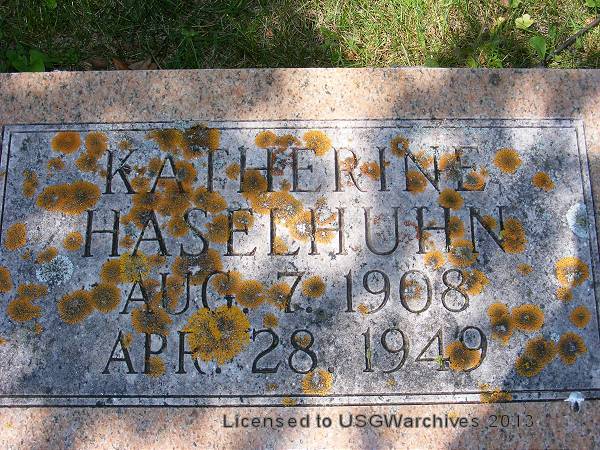 KATHERINE
HASELHUHN
AUG. 7, 1908
APR. 28, 1949
Licensed to USGWarchives 2013